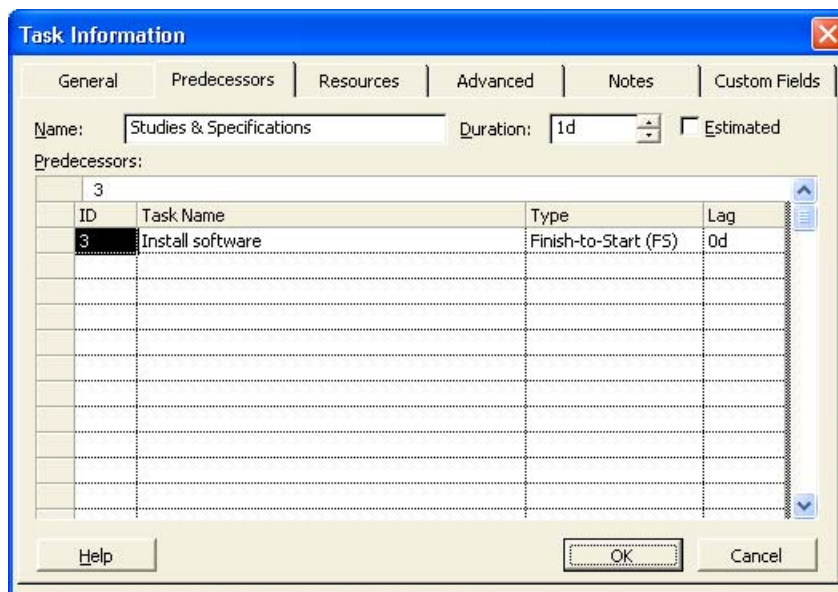 Task Information
General Predecessors Resources Advanced Notes Custom Fields
Name: Studies & Specifications Duration: 1d Estimated
Predecessors:
3
ID Task Name Type Lag
3 Install software Finish-to-Start (FS) 0d
Help OK Cancel